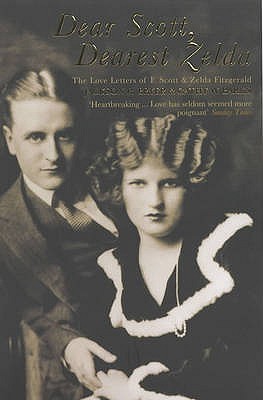 Dear Scott,
Dearest Zelda
The Love Letters of F. Scott & Zelda Fitzgerald
'Heartbreaking ... Love has seldom seemed more
poignant' Sunday Times